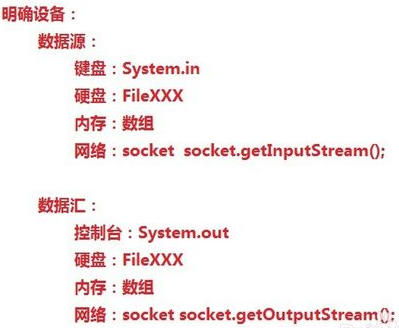 明确设备：
数据源：
键盘：System.in
硬盘：FileXXX
内存：数组
网络：socket  socket.getInputStream();
数据汇：
控制台：System.out
硬盘：FileXXX
内存：数组
网络：socket socket.getOutputStream();